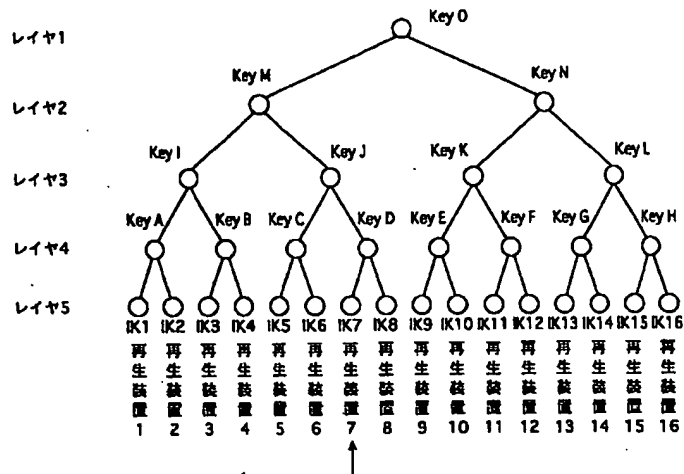 Key O
レイヤ1
Key M
Key N
レイヤ2
Key I
Key J
Key K
Key L
レイヤ3
Key A
Key B
Key C
Key D
Key E
Key F
Key G
Key H
レイヤ4
レイヤ5
IK1 IK2 IK3 IK4 IK5 IK6 IK7 IK8 IK9 IK10 IK11 IK12 IK13 IK14 IK15 IK16
再生装置1
再生装置2
再生装置3
再生装置4
再生装置5
再生装置6
再生装置7
再生装置8
再生装置9
再生装置10
再生装置11
再生装置12
再生装置13
再生装置14
再生装置15
再生装置16